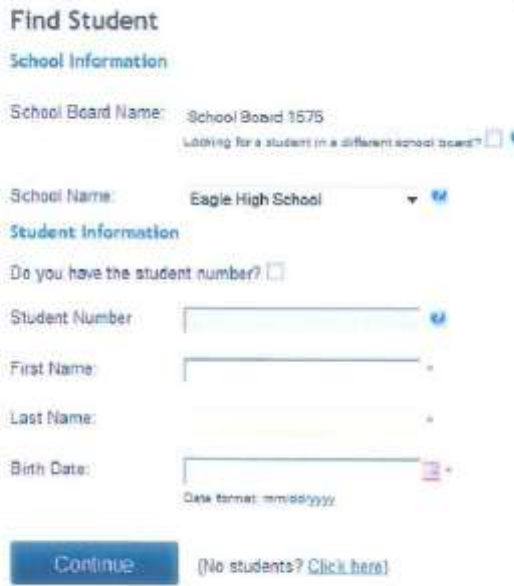 Find Student
School Information
School Board Name: School Board 1575
Looking for a student in a different school board?
School Name: Eagle High School
Student Information
Do you have the student number?
Student Number
First Name: *
Last Name: *
Birth Date: *
Date format: mm/dd/yyyy
Continue (No students? Click here)